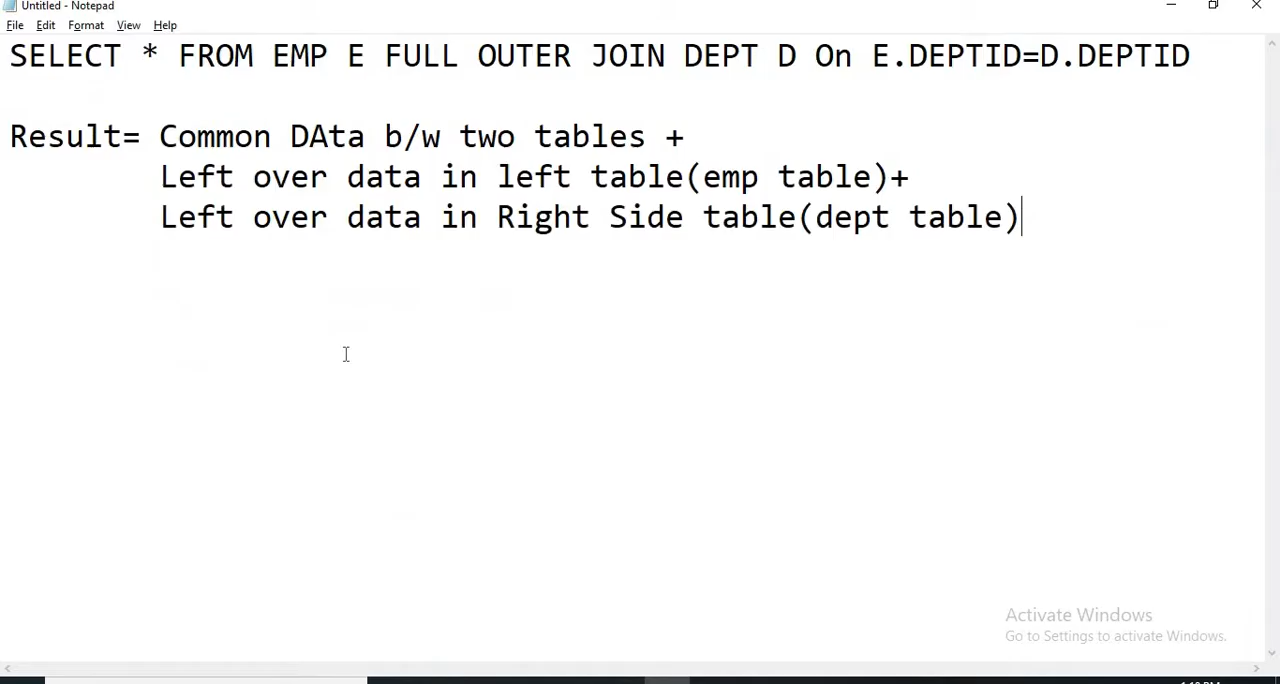 Untitled - Notepad
File Edit Format View Help
SELECT * FROM EMP E FULL OUTER JOIN DEPT D On E.DEPTID=D.DEPTID
Result= Common DAta b/w two tables +
Left over data in left table(emp table)+
Left over data in Right Side table(dept table)
Activate Windows
Go to Settings to activate Windows.